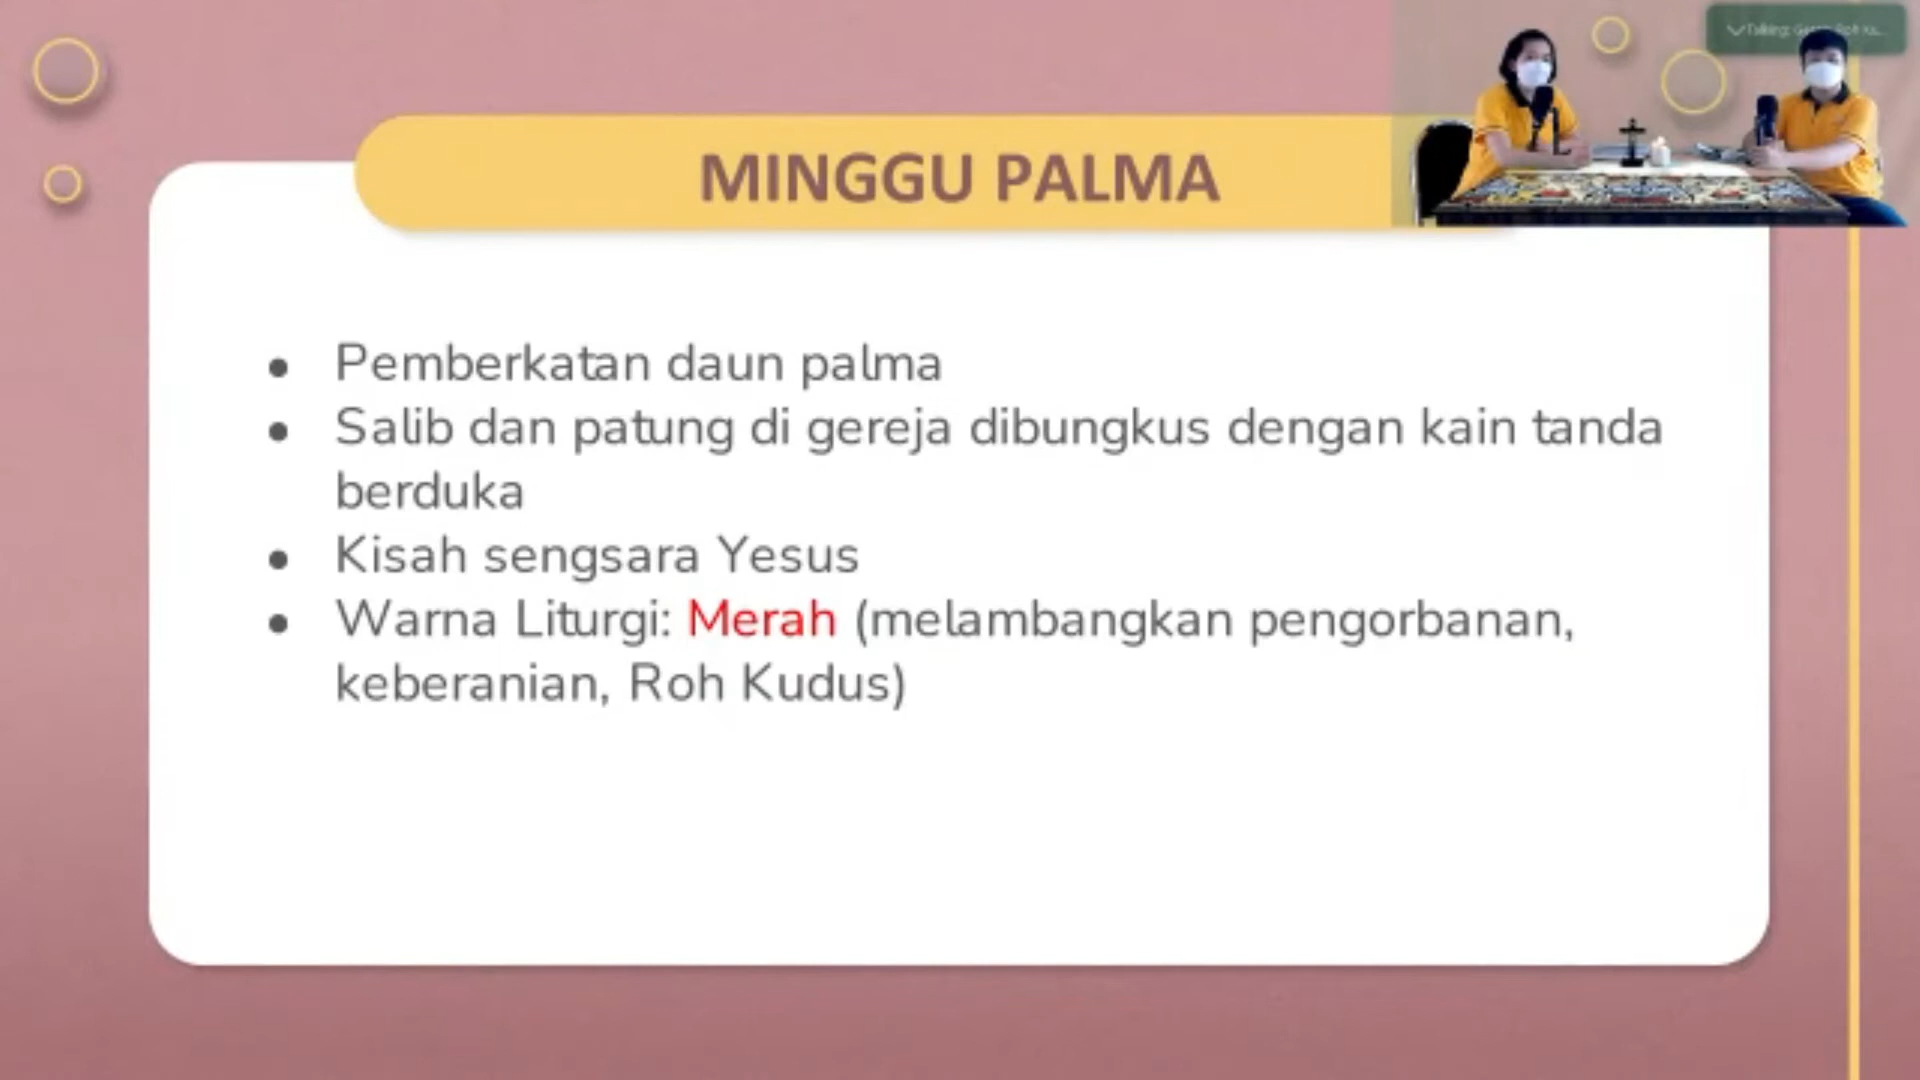 MINGGU PALMA
Talking:
• Pemberkatan daun palma
• Salib dan patung di gereja dibungkus dengan kain tanda
berduka
• Kisah sengsara Yesus
• Warna Liturgi: Merah (melambangkan pengorbanan,
keberanian, Roh Kudus)